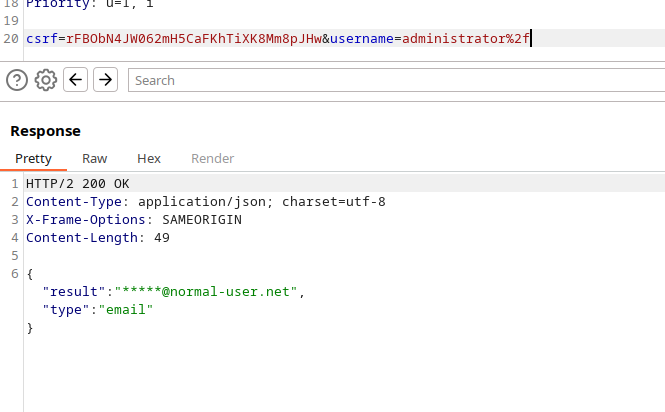 18 Priority: u=1, i
19
20 csrf=rFBObN4JW062mH5CaFKhTiXK8Mm8pJHw&username=administrator%2f
Search
Response
Pretty Raw Hex Render
1 HTTP/2 200 OK
2 Content-Type: application/json; charset=utf-8
3 X-Frame-Options: SAMEORIGIN
4 Content-Length: 49
5
6 {
"result":"*****@normal-user.net",
"type":"email"
}